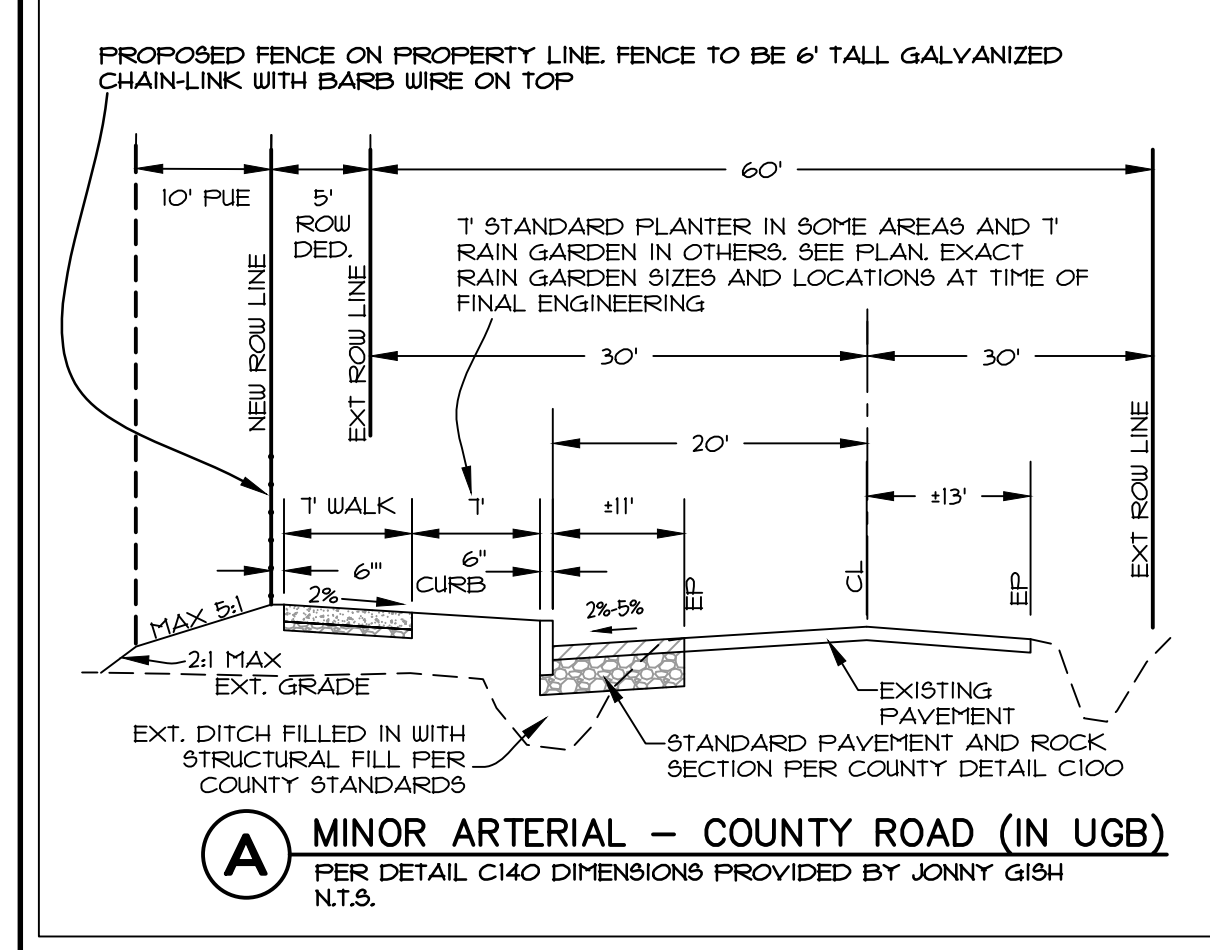 PROPOSED FENCE ON PROPERTY LINE. FENCE TO BE 6' TALL GALVANIZED
CHAIN-LINK WITH BARB WIRE ON TOP
60'
10' PUE
5'
ROW
DED.
7' STANDARD PLANTER IN SOME AREAS AND 7'
RAIN GARDEN IN OTHERS. SEE PLAN. EXACT
RAIN GARDEN SIZES AND LOCATIONS AT TIME OF
FINAL ENGINEERING
NEW ROW LINE
EXT ROW LINE
30'
30'
EXT ROW LINE
20'
7' WALK
7'
±11'
±13'
6'"
6"
CURB
2%
2%-5%
EP
CL
EP
MAX 5:1
2:1 MAX
EXT. GRADE
EXISTING
PAVEMENT
EXT. DITCH FILLED IN WITH
STRUCTURAL FILL PER
COUNTY STANDARDS
STANDARD PAVEMENT AND ROCK
SECTION PER COUNTY DETAIL C100
A
MINOR ARTERIAL - COUNTY ROAD (IN UGB)
PER DETAIL C140 DIMENSIONS PROVIDED BY JONNY GISH
N.T.S.